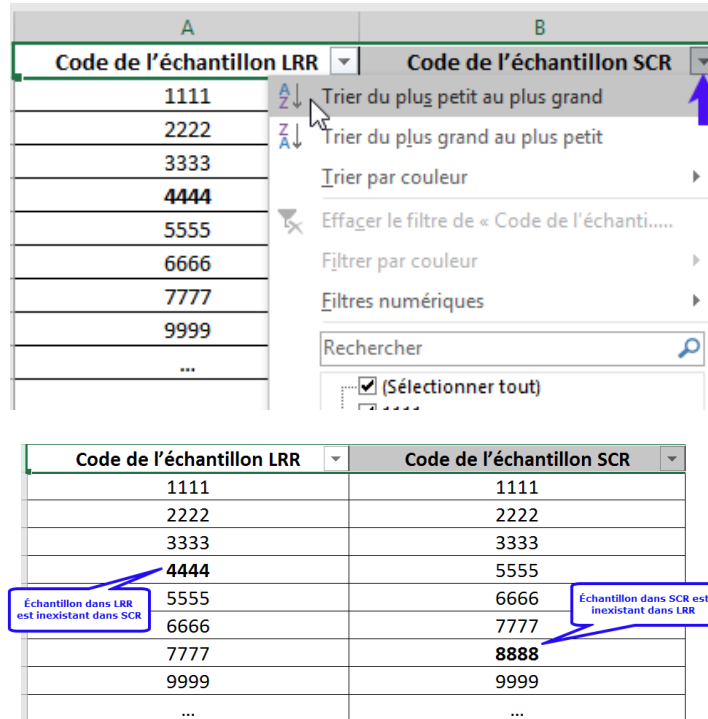 A B
Code de l'échantillon LRR Code de l'échantillon SCR
1111
2222
3333
4444
5555
6666
7777
9999
...
Trier du plus petit au plus grand
Trier du plus grand au plus petit
Trier par couleur
Effacer le filtre de « Code de l'échanti.....
Filtrer par couleur
Filtres numériques
Rechercher
(Sélectionner tout)
Code de l'échantillon LRR Code de l'échantillon SCR
1111 1111
2222 2222
3333 3333
4444 5555
5555 6666
6666 7777
7777 8888
9999 9999
... ...
Échantillon dans LRR
est inexistant dans SCR
Échantillon dans SCR est
inexistant dans LRR